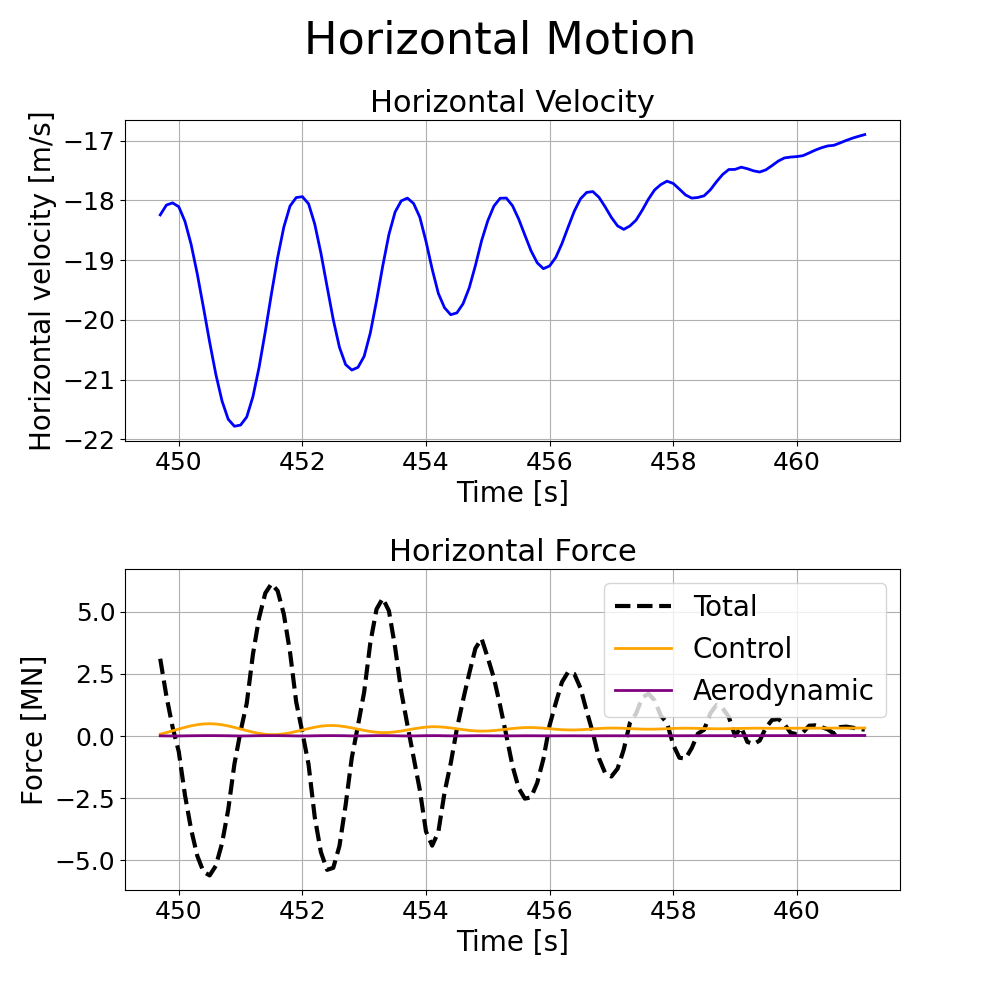 Horizontal Motion
Horizontal Velocity
Horizontal velocity [m/s]
−17
−18
−19
−20
−21
−22
450 452 454 456 458 460
Time [s]
Horizontal Force
Force [MN]
5.0
2.5
0.0
−2.5
−5.0
Total
Control
Aerodynamic
450 452 454 456 458 460
Time [s]